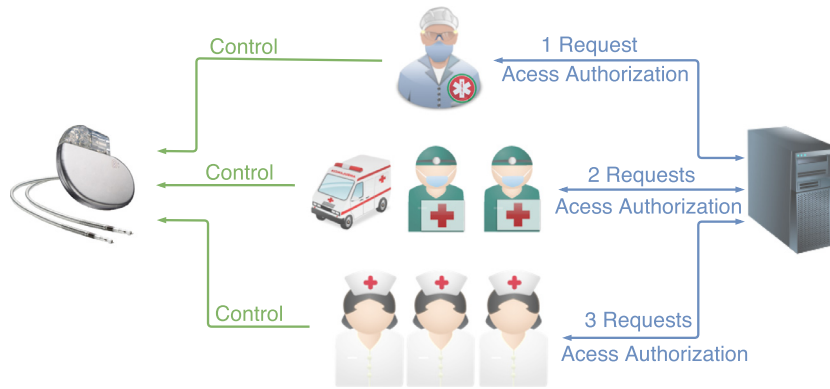 Control
1 Request
Acess Authorization
Control
2 Requests
Acess Authorization
Control
3 Requests
Acess Authorization